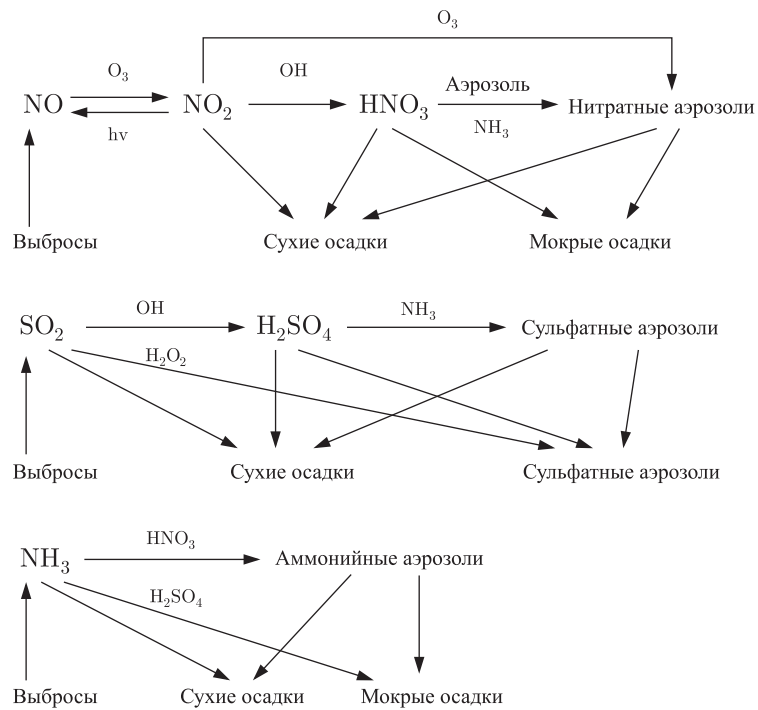 O₃
O₃
OH
Аэрозоль
NO
NO₂
HNO₃
Нитратные аэрозоли
hv
NH₃
Выбросы
Сухие осадки
Мокрые осадки
OH
NH₃
SO₂
H₂SO₄
Сульфатные аэрозоли
H₂O₂
Выбросы
Сухие осадки
Сульфатные аэрозоли
HNO₃
NH₃
Аммонийные аэрозоли
H₂SO₄
Выбросы
Сухие осадки
Мокрые осадки